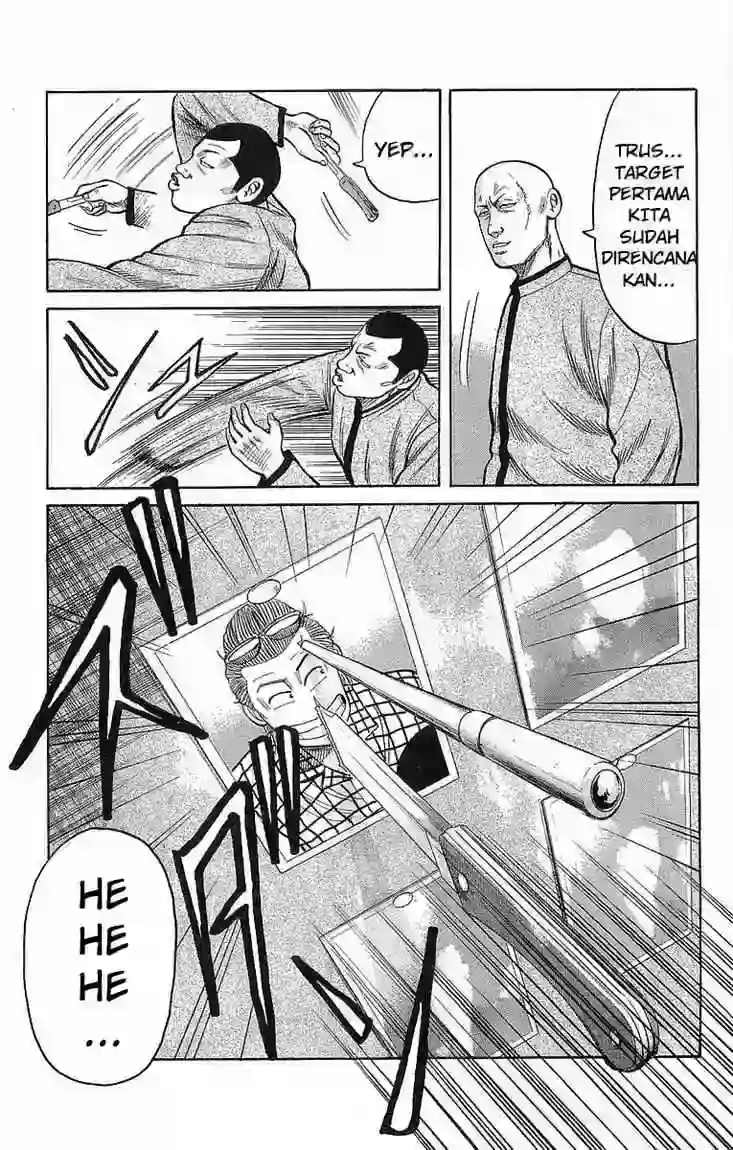 TRUS...
TARGET
PERTAMA
KITA
SUDAH
DIRENCANA
KAN...
YEP...
HE
HE
HE
...